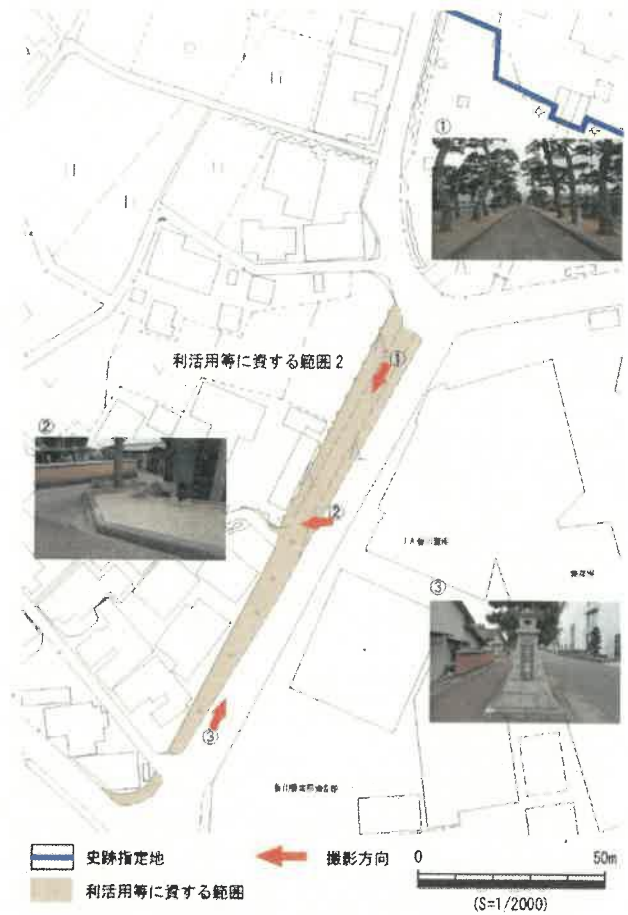 ①
利活用等に資する範囲2
①
②
②
③
③
史跡指定地
撮影方向
0
50m
利活用等に資する範囲
(S=1/2000)